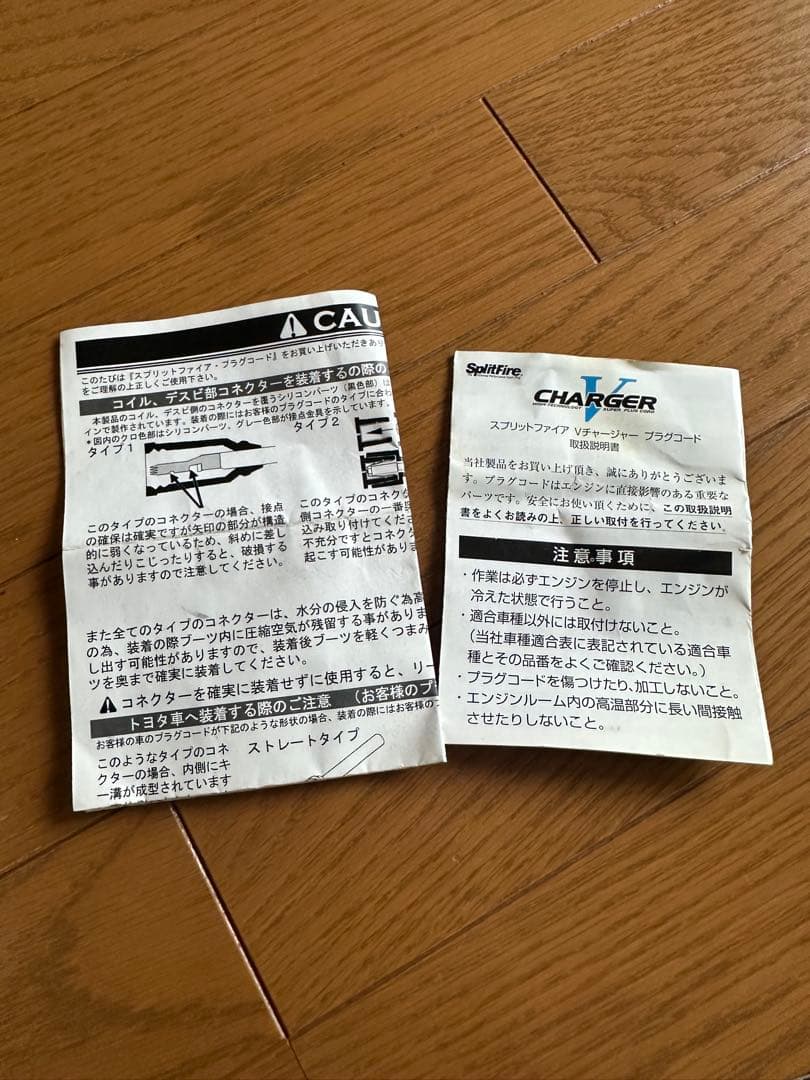 ⚠ CAU
このたびは『スプリットファイア・プラグコード』をお買い上げいただきあり
をご理解の上正しくご使用下さい。
コイル、デスビ部コネクターを装着するの際の
本製品のコイル、デスビ側のコネクターを覆うシリコンパーツ（黒色部）は
インで製作されています。装着の際にはお客様のプラグコードのタイプに合わ
＊図内のクロ色部はシリコンパーツ、グレー色部が接点金具を示しています。
タイプ1
タイプ2
このタイプのコネクターの場合、接点
の確保は確実ですが矢印の部分が構造
的に弱くなっているため、斜めに差し
込んだりこじったりすると、破損する
事がありますので注意してください。
このタイプのコネクタ
側コネクターの一番
込み取り付けてくださ
不充分ですとコネクタ
起こす可能性がありま
また全てのタイプのコネクターは、水分の侵入を防ぐ為高
の為、装着の際ブーツ内に圧縮空気が残留する事がありま
し出す可能性がありますので、装着後ブーツを軽くつまみ
ツを奥まで確実に装着してください。
⚠ コネクターを確実に装着せずに使用すると、リー
トヨタ車へ装着する際のご注意 （お客様のプ
お客様の車のプラグコードが下記のような形状の場合、装着の際にはお客様の
このようなタイプのコネ
クターの場合、内側にキ
ー溝が成型されています
ストレートタイプ
SplitFire
V
CHARGER
HIGH TECHNOLOGY SUPER PLUG CORD
スプリットファイア Vチャージャー プラグコード
取扱説明書
当社製品をお買い上げ頂き、誠にありがとうございま
す。プラグコードはエンジンに直接影響のある重要な
パーツです。安全にお使い頂くために、この取扱説明
書をよくお読みの上、正しい取付を行ってください。
注意事項
・作業は必ずエンジンを停止し、エンジンが
冷えた状態で行うこと。
・適合車種以外には取付けないこと。
（当社車種適合表に表記されている適合車
種とその品番をよくご確認ください。）
・プラグコードを傷つけたり、加工しないこと。
・エンジンルーム内の高温部分に長い間接触
させたりしないこと。